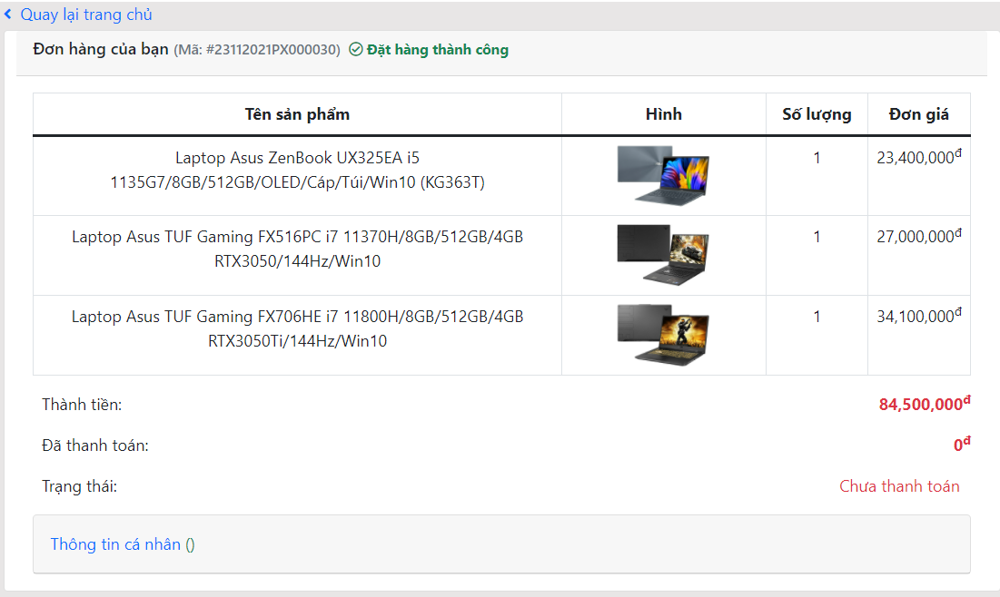 Quay lại trang chủ
Đơn hàng của bạn (Mã: #23112021PX000030) Đặt hàng thành công
Tên sản phẩm Hình Số lượng Đơn giá
Laptop Asus ZenBook UX325EA i5 1 23,400,000đ
1135G7/8GB/512GB/OLED/Cáp/Túi/Win10 (KG363T)
Laptop Asus TUF Gaming FX516PC i7 11370H/8GB/512GB/4GB 1 27,000,000đ
RTX3050/144Hz/Win10
Laptop Asus TUF Gaming FX706HE i7 11800H/8GB/512GB/4GB 1 34,100,000đ
RTX3050Ti/144Hz/Win10
Thành tiền: 84,500,000đ
Đã thanh toán: 0đ
Trạng thái: Chưa thanh toán
Thông tin cá nhân ()